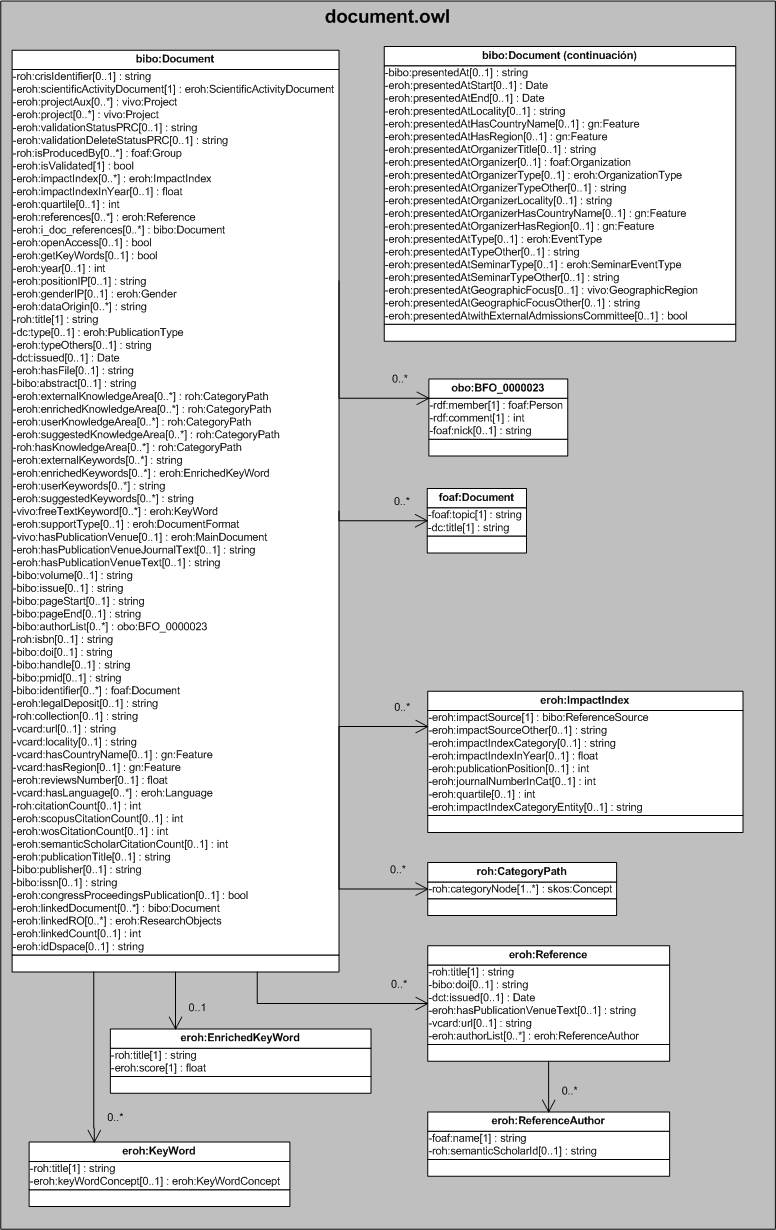 document.owl
bibo:Document
-roh:crisIdentifier[0..1] : string
-eroh:scientificActivityDocument[1] : eroh:ScientificActivityDocument
-eroh:projectAux[0..*] : vivo:Project
-eroh:project[0..*] : vivo:Project
-eroh:validationStatusPRC[0..1] : string
-eroh:validationDeleteStatusPRC[0..1] : string
-roh:isProducedBy[0..*] : foaf:Group
-eroh:isValidated[1] : bool
-eroh:impactIndex[0..*] : eroh:ImpactIndex
-eroh:impactIndexInYear[0..1] : float
-eroh:quartile[0..1] : int
-eroh:references[0..*] : eroh:Reference
-eroh:i_doc_references[0..*] : bibo:Document
-eroh:openAccess[0..1] : bool
-eroh:getKeyWords[0..1] : bool
-eroh:year[0..1] : int
-eroh:positionIP[0..1] : string
-eroh:genderIP[0..1] : eroh:Gender
-eroh:dataOrigin[0..*] : string
-roh:title[1] : string
-dc:type[0..1] : eroh:PublicationType
-eroh:typeOthers[0..1] : string
-dct:issued[0..1] : Date
-eroh:hasFile[0..1] : string
-bibo:abstract[0..1] : string
-eroh:externalKnowledgeArea[0..*] : roh:CategoryPath
-eroh:enrichedKnowledgeArea[0..*] : roh:CategoryPath
-eroh:userKnowledgeArea[0..*] : roh:CategoryPath
-eroh:suggestedKnowledgeArea[0..*] : roh:CategoryPath
-roh:hasKnowledgeArea[0..*] : roh:CategoryPath
-eroh:externalKeywords[0..*] : string
-eroh:enrichedKeywords[0..*] : eroh:EnrichedKeyWord
-eroh:userKeywords[0..*] : string
-eroh:suggestedKeywords[0..*] : string
-vivo:freeTextKeyword[0..*] : eroh:KeyWord
-eroh:supportType[0..1] : eroh:DocumentFormat
-vivo:hasPublicationVenue[0..1] : eroh:MainDocument
-eroh:hasPublicationVenueJournalText[0..1] : string
-eroh:hasPublicationVenueText[0..1] : string
-bibo:volume[0..1] : string
-bibo:issue[0..1] : string
-bibo:pageStart[0..1] : string
-bibo:pageEnd[0..1] : string
-bibo:authorList[0..*] : obo:BFO_0000023
-roh:isbn[0..1] : string
-bibo:doi[0..1] : string
-bibo:handle[0..1] : string
-bibo:pmid[0..1] : string
-bibo:identifier[0..*] : foaf:Document
-eroh:legalDeposit[0..1] : string
-roh:collection[0..1] : string
-vcard:url[0..1] : string
-vcard:locality[0..1] : string
-vcard:hasCountryName[0..1] : gn:Feature
-vcard:hasRegion[0..1] : gn:Feature
-eroh:reviewsNumber[0..1] : float
-vcard:hasLanguage[0..*] : eroh:Language
-roh:citationCount[0..1] : int
-eroh:scopusCitationCount[0..1] : int
-eroh:wosCitationCount[0..1] : int
-eroh:semanticScholarCitationCount[0..1] : int
-eroh:publicationTitle[0..1] : string
-bibo:publisher[0..1] : string
-bibo:issn[0..1] : string
-eroh:congressProceedingsPublication[0..1] : bool
-eroh:linkedDocument[0..*] : bibo:Document
-eroh:linkedRO[0..*] : eroh:ResearchObjects
-eroh:linkedCount[0..1] : int
-eroh:idDspace[0..1] : string
bibo:Document (continuación)
-bibo:presentedAt[0..1] : string
-eroh:presentedAtStart[0..1] : Date
-eroh:presentedAtEnd[0..1] : Date
-eroh:presentedAtLocality[0..1] : string
-eroh:presentedAtHasCountryName[0..1] : gn:Feature
-eroh:presentedAtHasRegion[0..1] : gn:Feature
-eroh:presentedAtOrganizerTitle[0..1] : string
-eroh:presentedAtOrganizer[0..1] : foaf:Organization
-eroh:presentedAtOrganizerType[0..1] : eroh:OrganizationType
-eroh:presentedAtOrganizerTypeOther[0..1] : string
-eroh:presentedAtOrganizerLocality[0..1] : string
-eroh:presentedAtOrganizerHasCountryName[0..1] : gn:Feature
-eroh:presentedAtOrganizerHasRegion[0..1] : gn:Feature
-eroh:presentedAtType[0..1] : eroh:EventType
-eroh:presentedAtTypeOther[0..1] : string
-eroh:presentedAtSeminarType[0..1] : eroh:SeminarEventType
-eroh:presentedAtSeminarTypeOther[0..1] : string
-eroh:presentedAtGeographicFocus[0..1] : vivo:GeographicRegion
-eroh:presentedAtGeographicFocusOther[0..1] : string
-eroh:presentedAtwithExternalAdmissionsCommittee[0..1] : bool
0..*
obo:BFO_0000023
-rdf:member[1] : foaf:Person
-rdf:comment[1] : int
-foaf:nick[0..1] : string
0..*
foaf:Document
-foaf:topic[1] : string
-dc:title[1] : string
0..*
eroh:ImpactIndex
-eroh:impactSource[1] : bibo:ReferenceSource
-eroh:impactSourceOther[0..1] : string
-eroh:impactIndexCategory[0..1] : string
-eroh:impactIndexInYear[0..1] : float
-eroh:publicationPosition[0..1] : int
-eroh:journalNumberInCat[0..1] : int
-eroh:quartile[0..1] : int
-eroh:impactIndexCategoryEntity[0..1] : string
0..*
roh:CategoryPath
-roh:categoryNode[1..*] : skos:Concept
0..*
eroh:Reference
-roh:title[1] : string
-bibo:doi[0..1] : string
-dct:issued[0..1] : Date
-eroh:hasPublicationVenueText[0..1] : string
-vcard:url[0..1] : string
-eroh:authorList[0..*] : eroh:ReferenceAuthor
0..1
eroh:EnrichedKeyWord
-roh:title[1] : string
-eroh:score[1] : float
0..*
eroh:ReferenceAuthor
-foaf:name[1] : string
-roh:semanticScholarId[0..1] : string
0..*
eroh:KeyWord
-roh:title[1] : string
-eroh:keyWordConcept[0..1] : eroh:KeyWordConcept